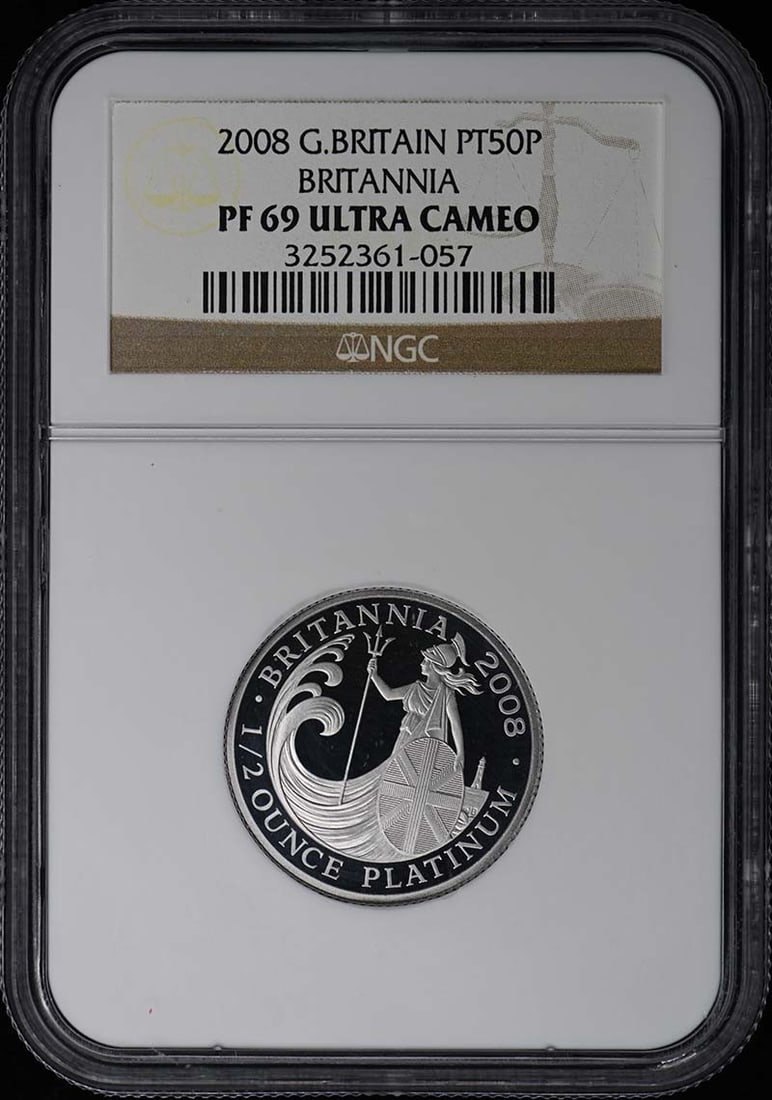 2008 G.BRITAIN PT50P
BRITANNIA
PF 69 ULTRA CAMEO
3252361-057
NGC
· BRITANNIA 2008 ·
1/2 OUNCE PLATINUM